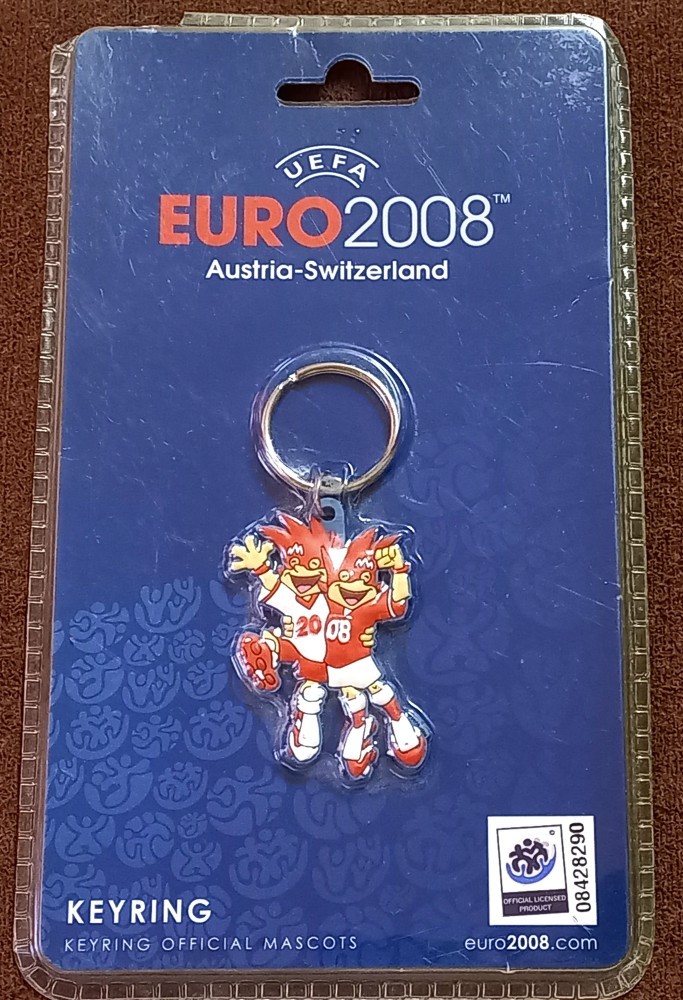 UEFA
EURO2008™
Austria-Switzerland
20 08
KEYRING
KEYRING OFFICIAL MASCOTS
©
OFFICIAL LICENSED
PRODUCT
08428290
euro2008.com